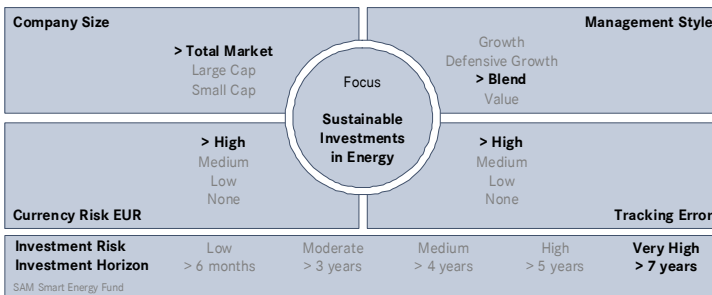 Company Size
> Total Market
Large Cap
Small Cap
Management Style
Growth
Defensive Growth
> Blend
Value
Focus
Sustainable
Investments
in Energy
> High
Medium
Low
None
Currency Risk EUR
> High
Medium
Low
None
Tracking Error
Investment Risk Low Moderate Medium High Very High
Investment Horizon > 6 months > 3 years > 4 years > 5 years > 7 years
SAM Smart Energy Fund